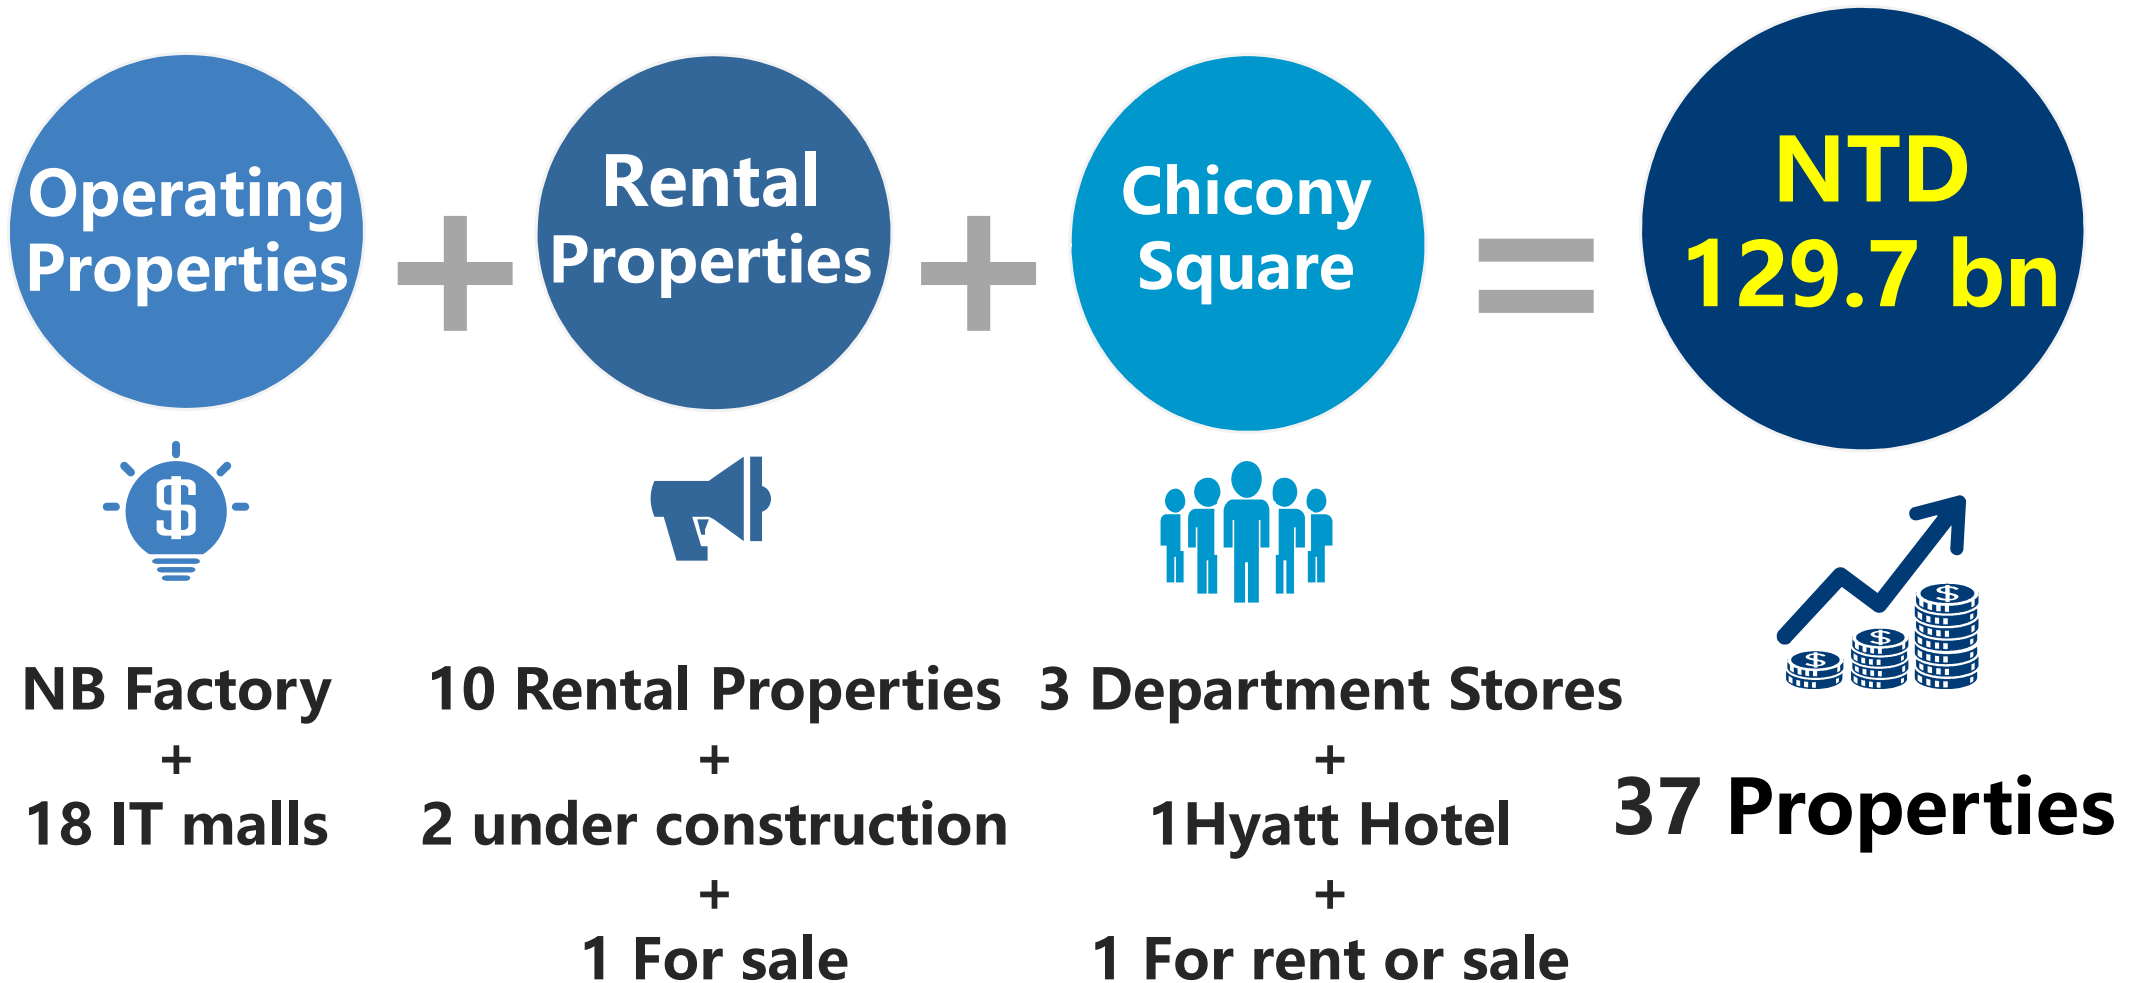 Operating
Properties
Rental
Properties
Chicony
Square
NTD
129.7 bn
NB Factory
+
18 IT malls
10 Rental Properties
+
2 under construction
+
1 For sale
3 Department Stores
+
1Hyatt Hotel
+
1 For rent or sale
37 Properties